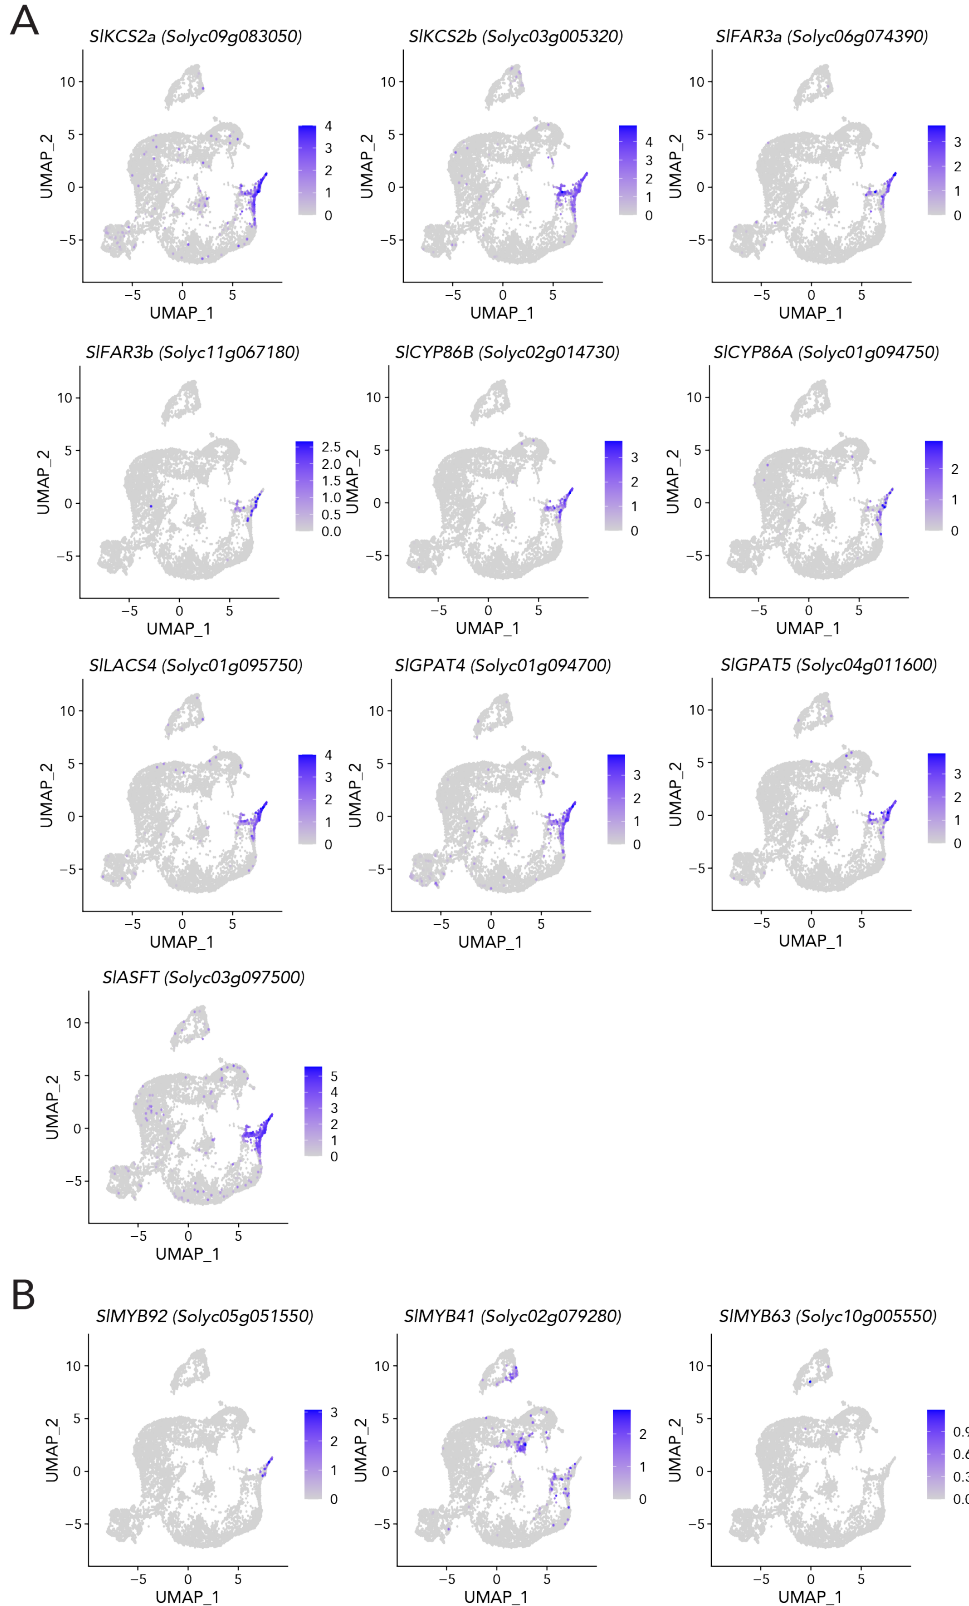 A
SlKCS2a (Solyc09g083050) SlKCS2b (Solyc03g005320) SlFAR3a (Solyc06g074390)
UMAP_2 10 5 0 −5 4 3 2 1 0 UMAP_2 10 5 0 −5 4 3 2 1 0 UMAP_2 10 5 0 −5 3 2 1 0
−5 0 5 −5 0 5 −5 0 5
UMAP_1 UMAP_1 UMAP_1
SlFAR3b (Solyc11g067180) SlCYP86B (Solyc02g014730) SlCYP86A (Solyc01g094750)
UMAP_2 10 5 0 −5 2.5 2.0 1.5 1.0 0.5 0.0 UMAP_2 10 5 0 −5 3 2 1 0 UMAP_2 10 5 0 −5 2 1 0
−5 0 5 −5 0 5 −5 0 5
UMAP_1 UMAP_1 UMAP_1
SlLACS4 (Solyc01g095750) SlGPAT4 (Solyc01g094700) SlGPAT5 (Solyc04g011600)
UMAP_2 10 5 0 −5 4 3 2 1 0 UMAP_2 10 5 0 −5 3 2 1 0 UMAP_2 10 5 0 −5 3 2 1 0
−5 0 5 −5 0 5 −5 0 5
UMAP_1 UMAP_1 UMAP_1
SlASFT (Solyc03g097500)
UMAP_2 10 5 0 −5 5 4 3 2 1 0
−5 0 5
UMAP_1
B
SlMYB92 (Solyc05g051550) SlMYB41 (Solyc02g079280) SlMYB63 (Solyc10g005550)
UMAP_2 10 5 0 −5 3 2 1 0 UMAP_2 10 5 0 −5 2 1 0 UMAP_2 10 5 0 −5 0.9 0.6 0.3 0.0
−5 0 5 −5 0 5 −5 0 5
UMAP_1 UMAP_1 UMAP_1